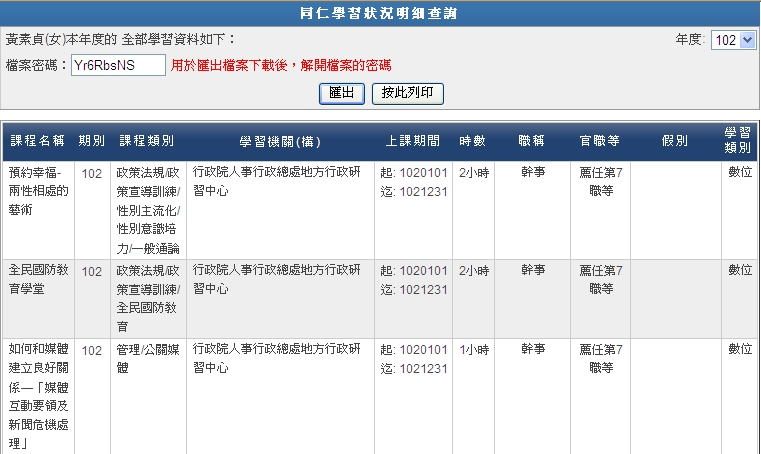 同仁學習狀況明細查詢
黃素貞(女)本年度的 全部學習資料如下：
年度: 102
檔案密碼：Yr6RbsNS 用於匯出檔案下載後，解開檔案的密碼
匯出 按此列印
課程名稱 期別 課程類別 學習機關(構) 上課期間 時數 職稱 官職等 假別 學習類別
預約幸福-
兩性相處的
藝術
102
政策法規/政
策宣導訓練/
性別主流化/
性別意識培
力/一般通論
行政院人事行政總處地方行政研
習中心
起: 1020101
迄: 1021231
2小時
幹事
薦任第7
職等
數位
全民國防教
育學堂
102
政策法規/政
策宣導訓練/
全民國防教
育
行政院人事行政總處地方行政研
習中心
起: 1020101
迄: 1021231
2小時
幹事
薦任第7
職等
數位
如何和媒體
建立良好關
係—「媒體
互動要領及
新聞危機處
理」
102
管理/公關媒
體
行政院人事行政總處地方行政研
習中心
起: 1020101
迄: 1021231
1小時
幹事
薦任第7
職等
數位